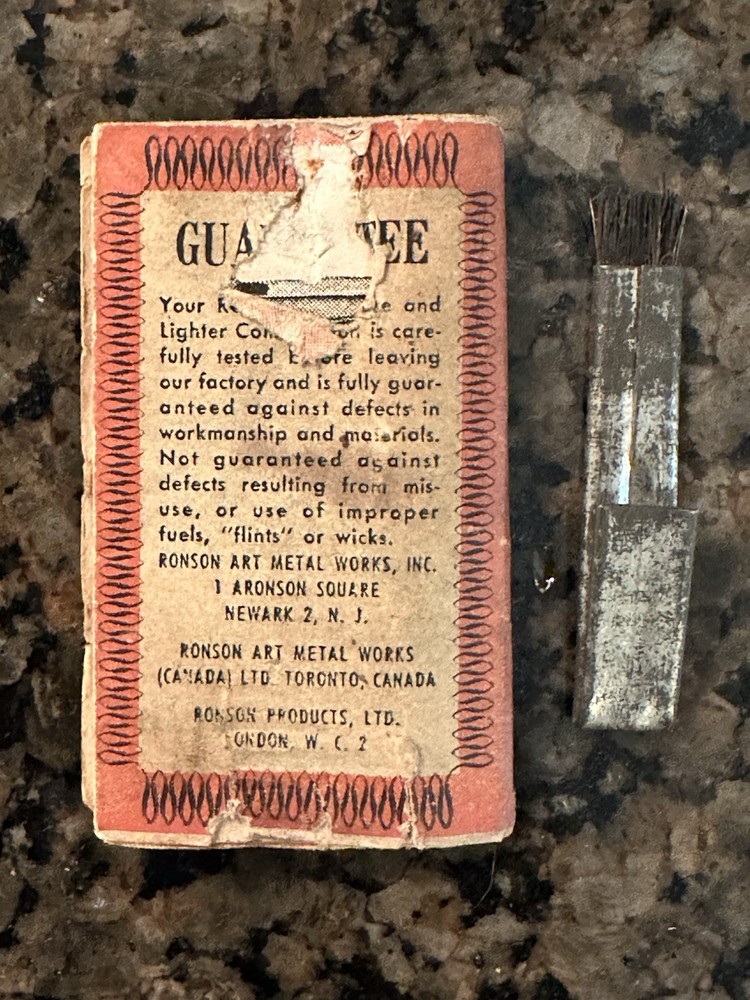 GUA TEE
Your and
Lighter is care-
fully tested leaving
our factory and is fully guar-
anteed against defects in
workmanship and materials.
Not guaranteed against
defects resulting from mis-
use, or use of improper
fuels, "flints" or wicks.
RONSON ART METAL WORKS, INC.
1 ARONSON SQUARE
NEWARK 2, N. J.
RONSON ART METAL WORKS
(CANADA) LTD. TORONTO, CANADA
RONSON PRODUCTS, LTD.
LONDON, W. C. 2